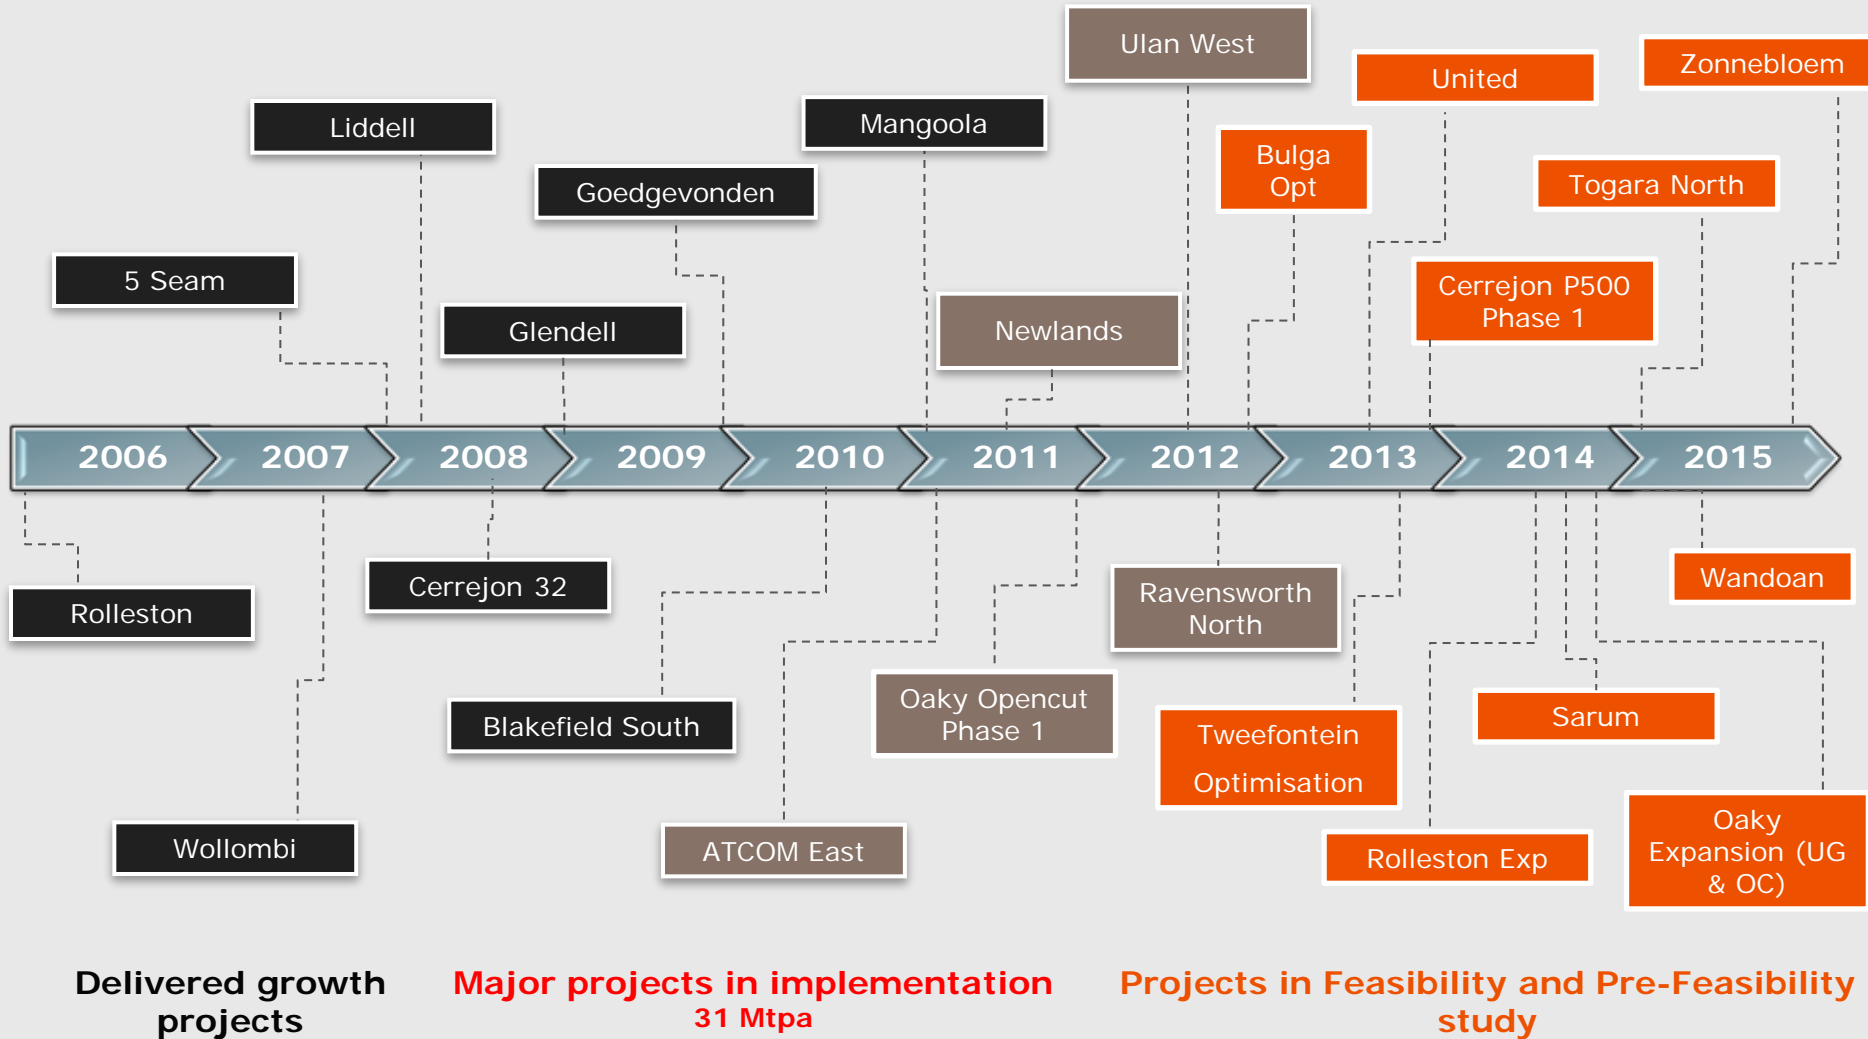 Ulan West
United
Zonnebloem
Liddell
Mangoola
Bulga
Opt
Goedgevonden
Togara North
5 Seam
Glendell
Newlands
Cerrejon P500
Phase 1
2006
2007
2008
2009
2010
2011
2012
2013
2014
2015
Rolleston
Cerrejon 32
Ravensworth
North
Wandoan
Blakefield South
Oaky Opencut
Phase 1
Tweefontein
Optimisation
Sarum
Wollombi
ATCOM East
Rolleston Exp
Oaky
Expansion (UG
& OC)
Delivered growth
projects
Major projects in implementation
31 Mtpa
Projects in Feasibility and Pre-Feasibility
study